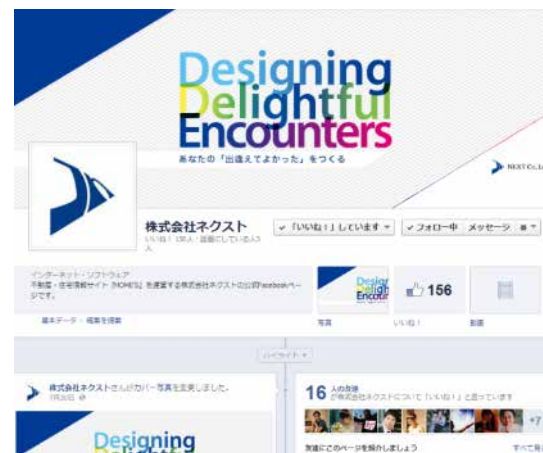 Designing
Delightful
Encounters
あなたの「出逢えてよかった」をつくる
NEXT Co.,L
株式会社ネクスト
「いいね！」しています
フォロー中
メッセージ
インターネット・ソフトウェア
不動産・住宅情報サイト『HOME'S』を運営する株式会社ネクストの公式Facebookページです。
基本データ - 概要を提案
156
写真
いいね！
動画
ハイライト
株式会社ネクストさんがカバー写真を変更しました。
16 人の友達
が株式会社ネクストについて「いいね！」と言っています
+7
友達にこのページを紹介しましょう
すべて見
Designing